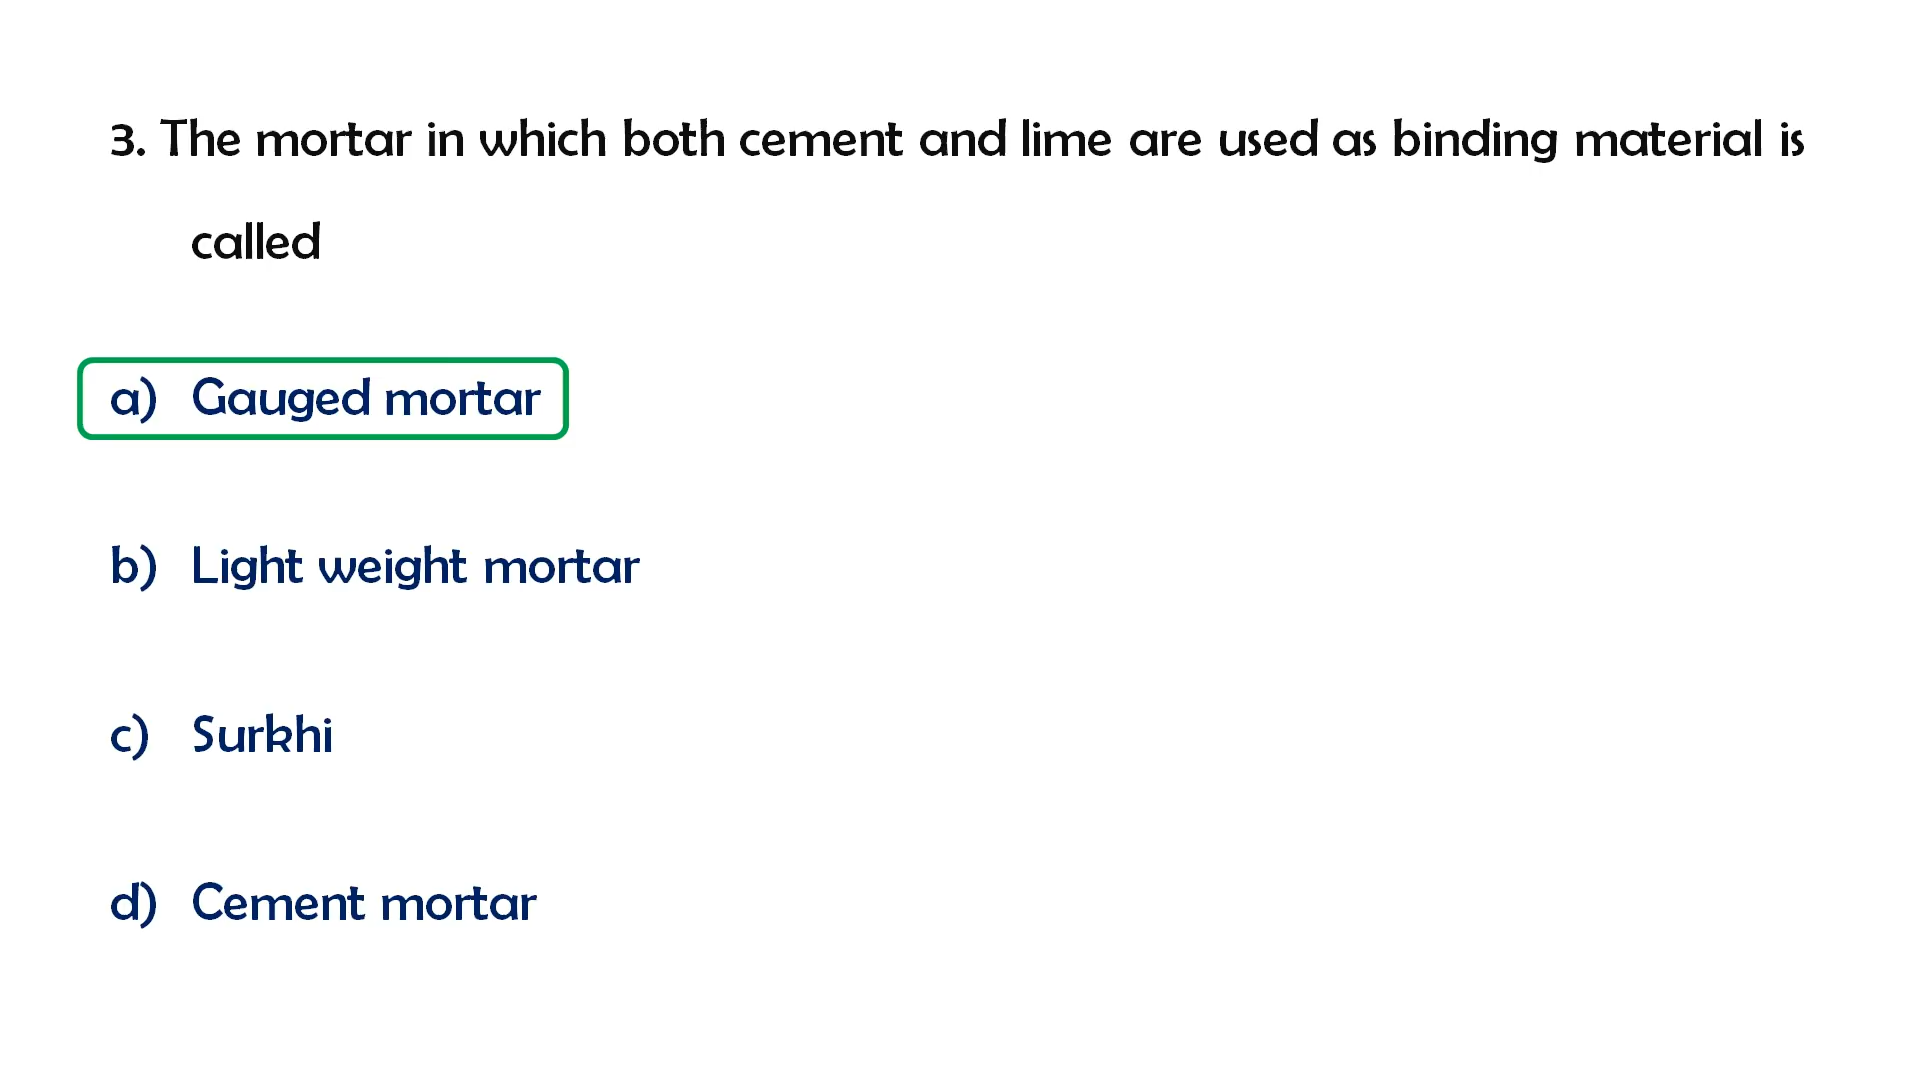 3. The mortar in which both cement and lime are used as binding material is
called
a) Gauged mortar
b) Light weight mortar
c) Surkhi
d) Cement mortar